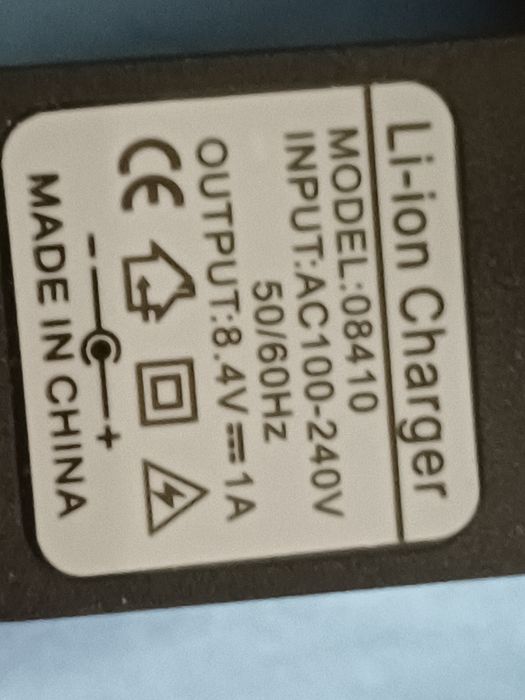 Li-ion Charger
MODEL:08410
INPUT:AC100-240V
50/60Hz
OUTPUT:8.4V⎓1A
CE
- +
MADE IN CHINA